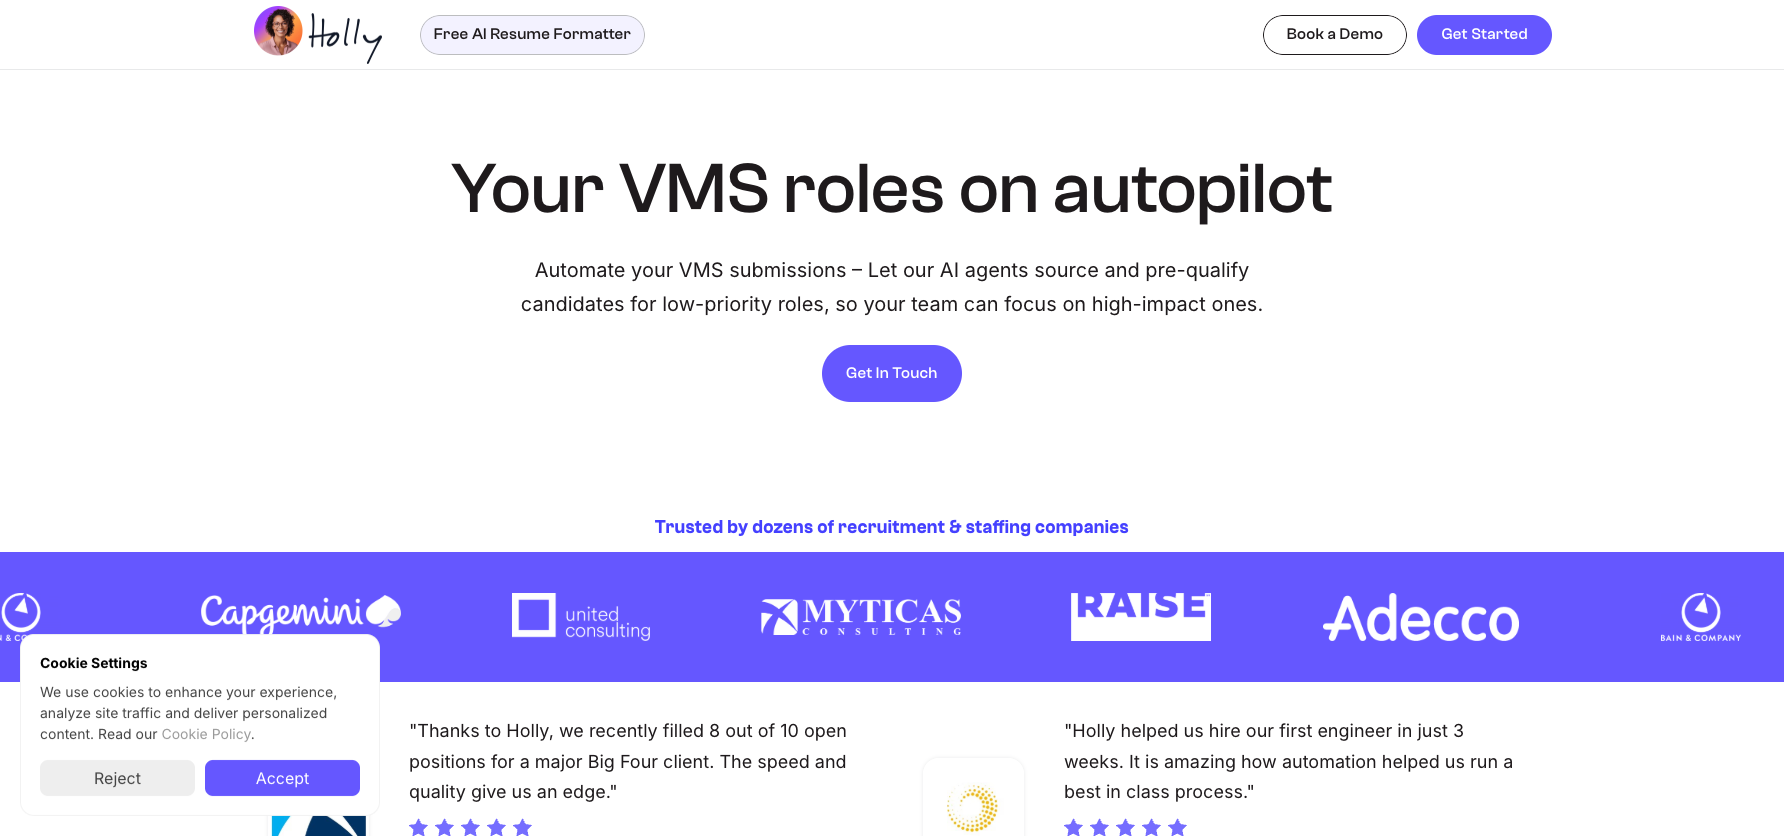 Holly
Free AI Resume Formatter
Book a Demo
Get Started
Your VMS roles on autopilot
Automate your VMS submissions – Let our AI agents source and pre-qualify
candidates for low-priority roles, so your team can focus on high-impact ones.
Get In Touch
Trusted by dozens of recruitment & staffing companies
Capgemini
united
consulting
MYTICAS
CONSULTING
RAISE
Adecco
BAIN & COMPANY
Cookie Settings
We use cookies to enhance your experience,
analyze site traffic and deliver personalized
content. Read our Cookie Policy.
Reject
Accept
"Thanks to Holly, we recently filled 8 out of 10 open
positions for a major Big Four client. The speed and
quality give us an edge."
"Holly helped us hire our first engineer in just 3
weeks. It is amazing how automation helped us run a
best in class process."